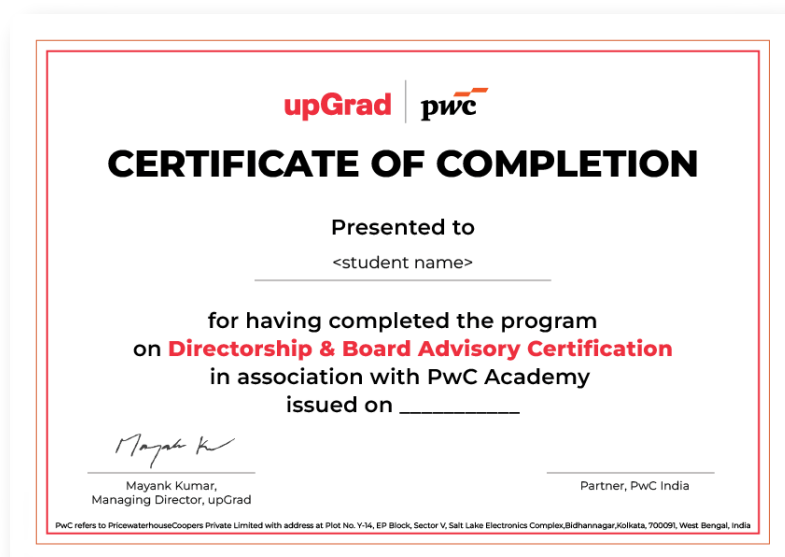 upGrad pwc
CERTIFICATE OF COMPLETION
Presented to
<student name>
for having completed the program
on Directorship & Board Advisory Certification
in association with PwC Academy
issued on ___________
Mayank Kumar,
Managing Director, upGrad
Partner, PwC India
PwC refers to PricewaterhouseCoopers Private Limited with address at Plot No. Y-14, EP Block, Sector V, Salt Lake Electronics Complex,Bidhannagar,Kolkata, 700091, West Bengal, India